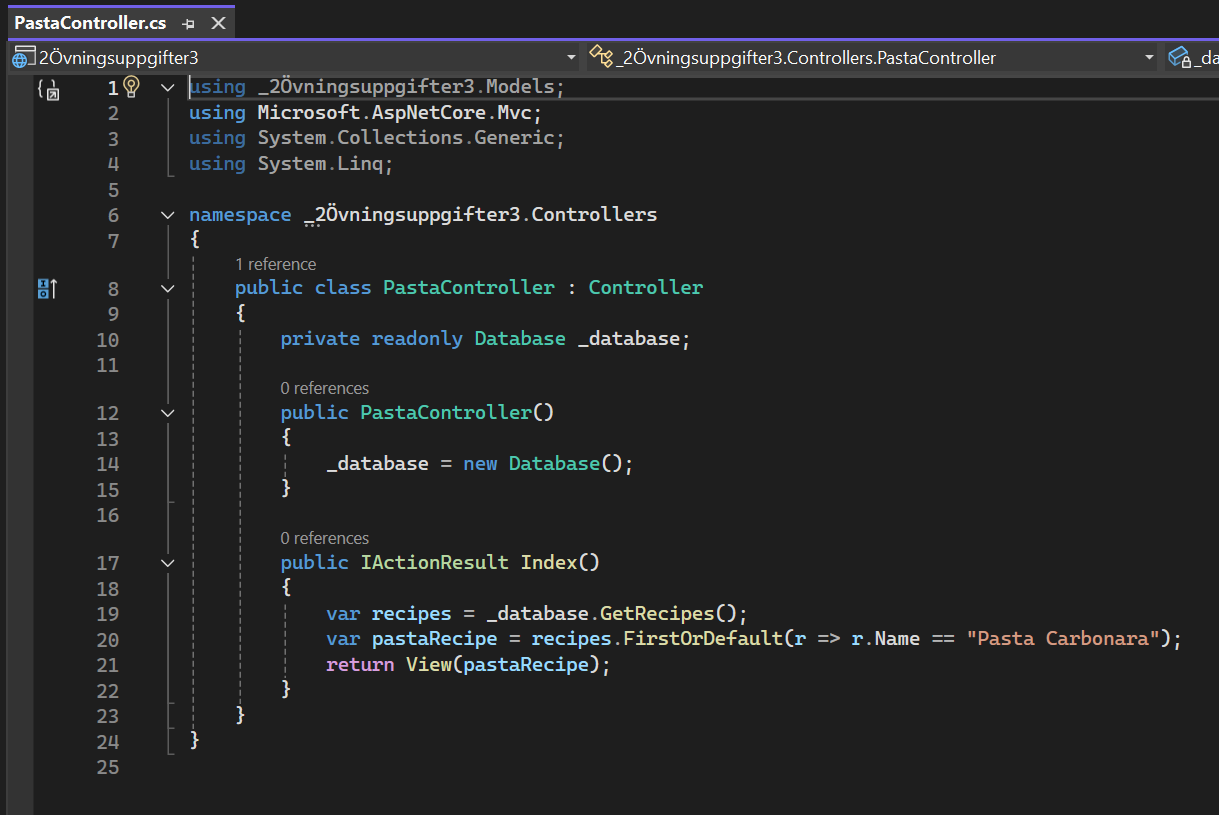 PastaController.cs
2Övningsuppgifter3
_2Övningsuppgifter3.Controllers.PastaController
_da
1 using _2Övningsuppgifter3.Models;
2 using Microsoft.AspNetCore.Mvc;
3 using System.Collections.Generic;
4 using System.Linq;
5
6 namespace _2Övningsuppgifter3.Controllers
7 {
1 reference
8 public class PastaController : Controller
9 {
10 private readonly Database _database;
11
0 references
12 public PastaController()
13 {
14 _database = new Database();
15 }
16
0 references
17 public IActionResult Index()
18 {
19 var recipes = _database.GetRecipes();
20 var pastaRecipe = recipes.FirstOrDefault(r => r.Name == "Pasta Carbonara");
21 return View(pastaRecipe);
22 }
23 }
24 }
25